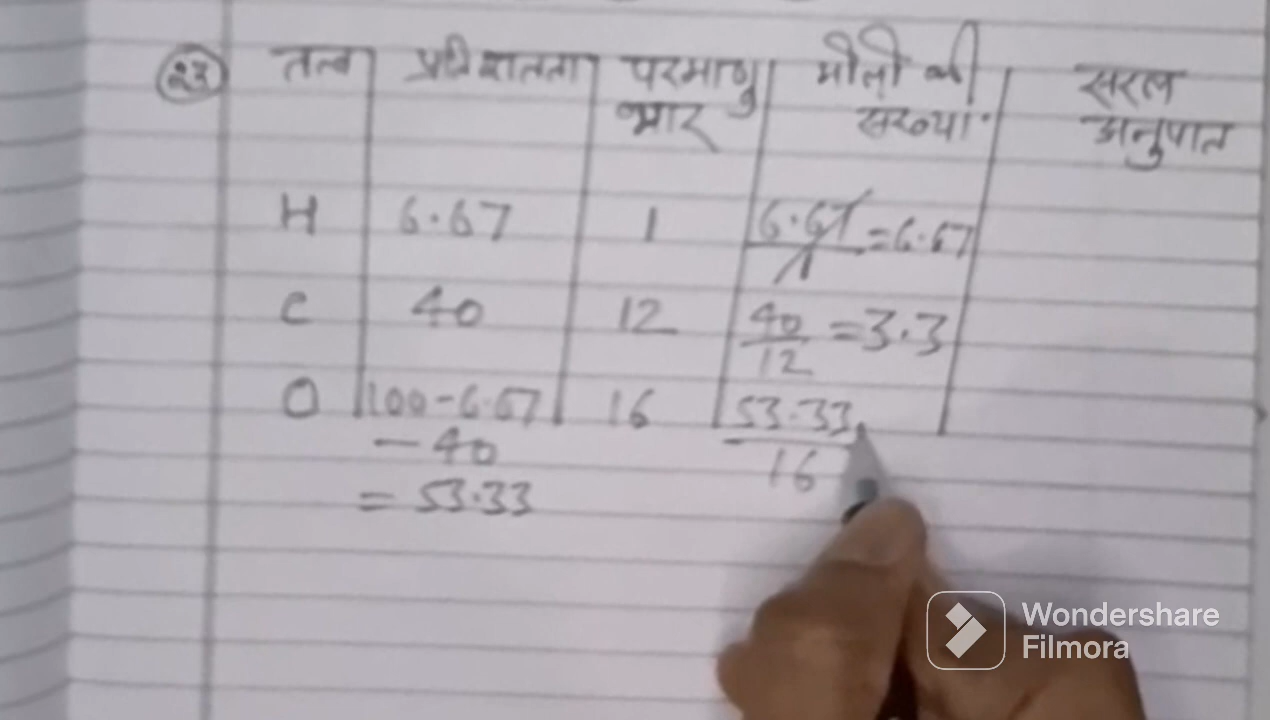 २३ तत्व प्रतिशतता परमाणु भार मोलो की संख्या सरल अनुपात
H 6.67 1 6.67/1 = 6.67
C 40 12 40/12 = 3.3
O 100-6.67 16 53.33/16
- 40
= 53.33
Wondershare
Filmora